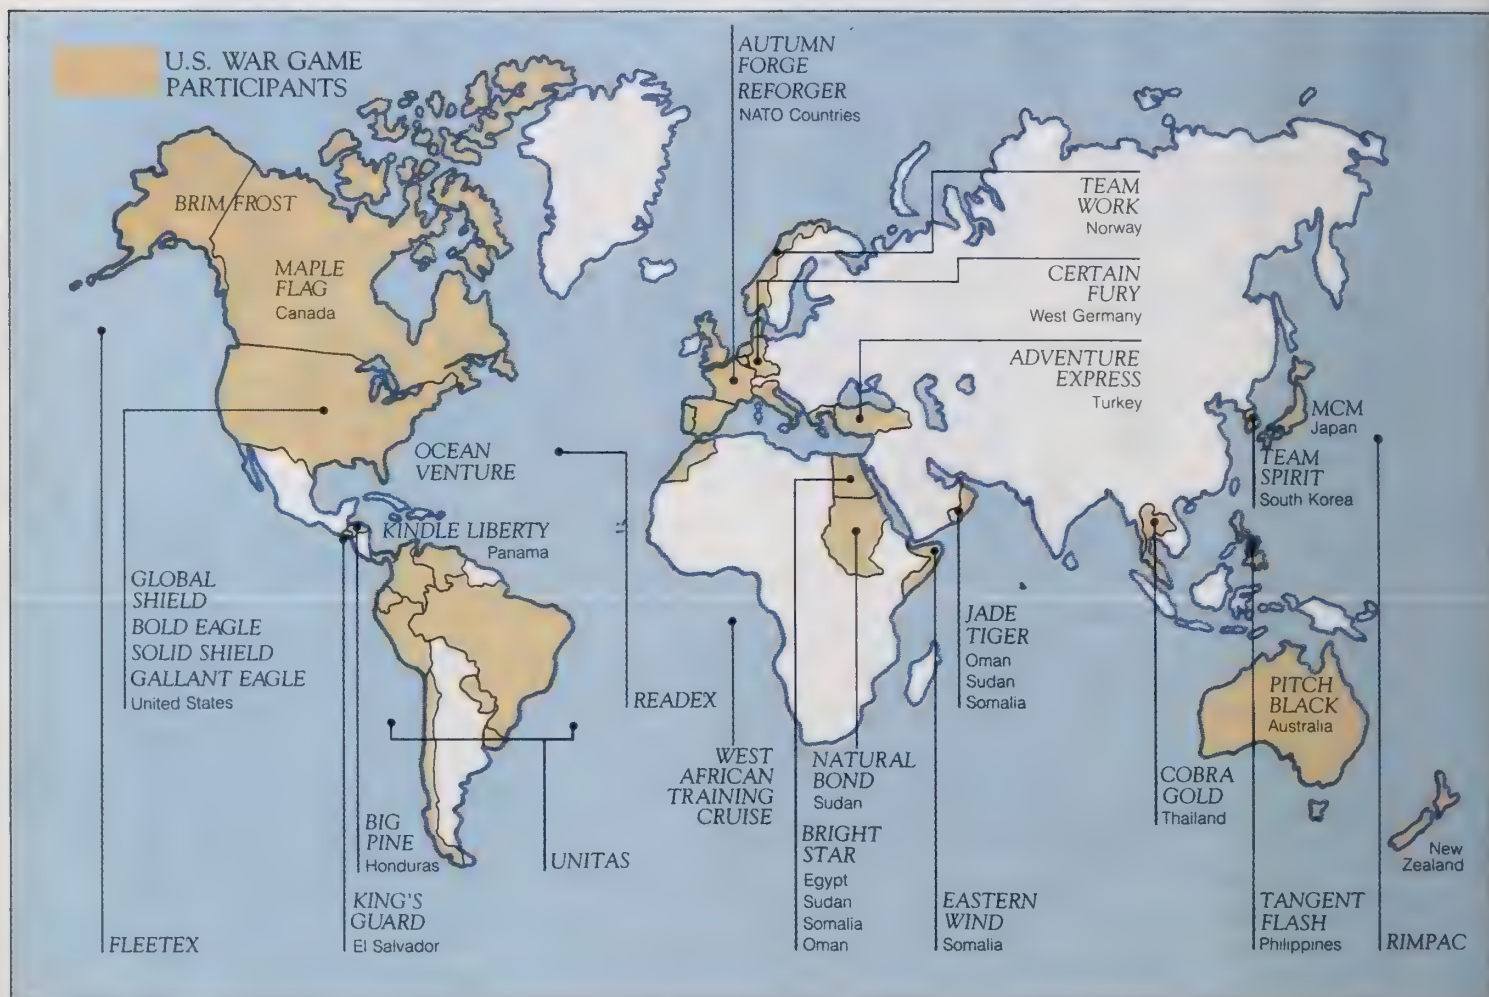 U.S. WAR GAME
PARTICIPANTS
AUTUMN
FORGE
REFORGER
NATO Countries
BRIM FROST
MAPLE
FLAG
Canada
TEAM
WORK
Norway
CERTAIN
FURY
West Germany
ADVENTURE
EXPRESS
Turkey
MCM
Japan
TEAM
SPIRIT
South Korea
OCEAN
VENTURE
KINDLE LIBERTY
Panama
GLOBAL
SHIELD
BOLD EAGLE
SOLID SHIELD
GALLANT EAGLE
United States
READEX
JADE
TIGER
Oman
Sudan
Somalia
PITCH
BLACK
Australia
WEST
AFRICAN
TRAINING
CRUISE
NATURAL
BOND
Sudan
COBRA
GOLD
Thailand
BIG
PINE
Honduras
UNITAS
BRIGHT
STAR
Egypt
Sudan
Somalia
Oman
New
Zealand
KING'S
GUARD
El Salvador
EASTERN
WIND
Somalia
TANGENT
FLASH
Philippines
FLEETEX
RIMPAC